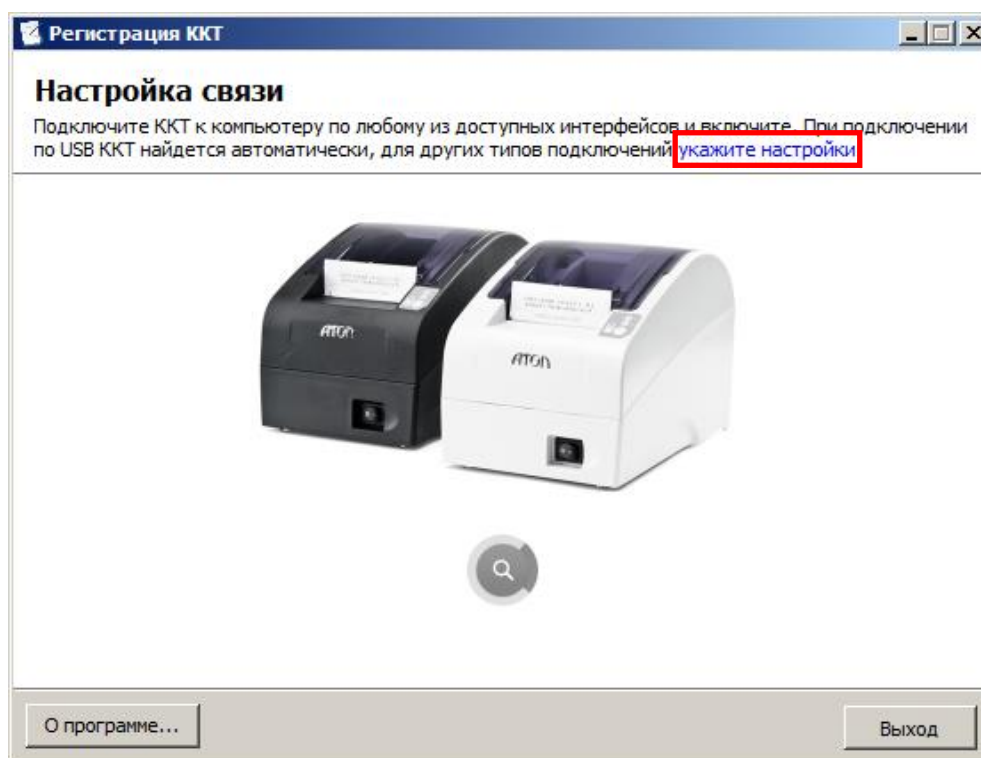 Регистрация ККТ
Настройка связи
Подключите ККТ к компьютеру по любому из доступных интерфейсов и включите. При подключении
по USB ККТ найдется автоматически, для других типов подключений укажите настройки
АТОЛ
АТОЛ
О программе...
Выход